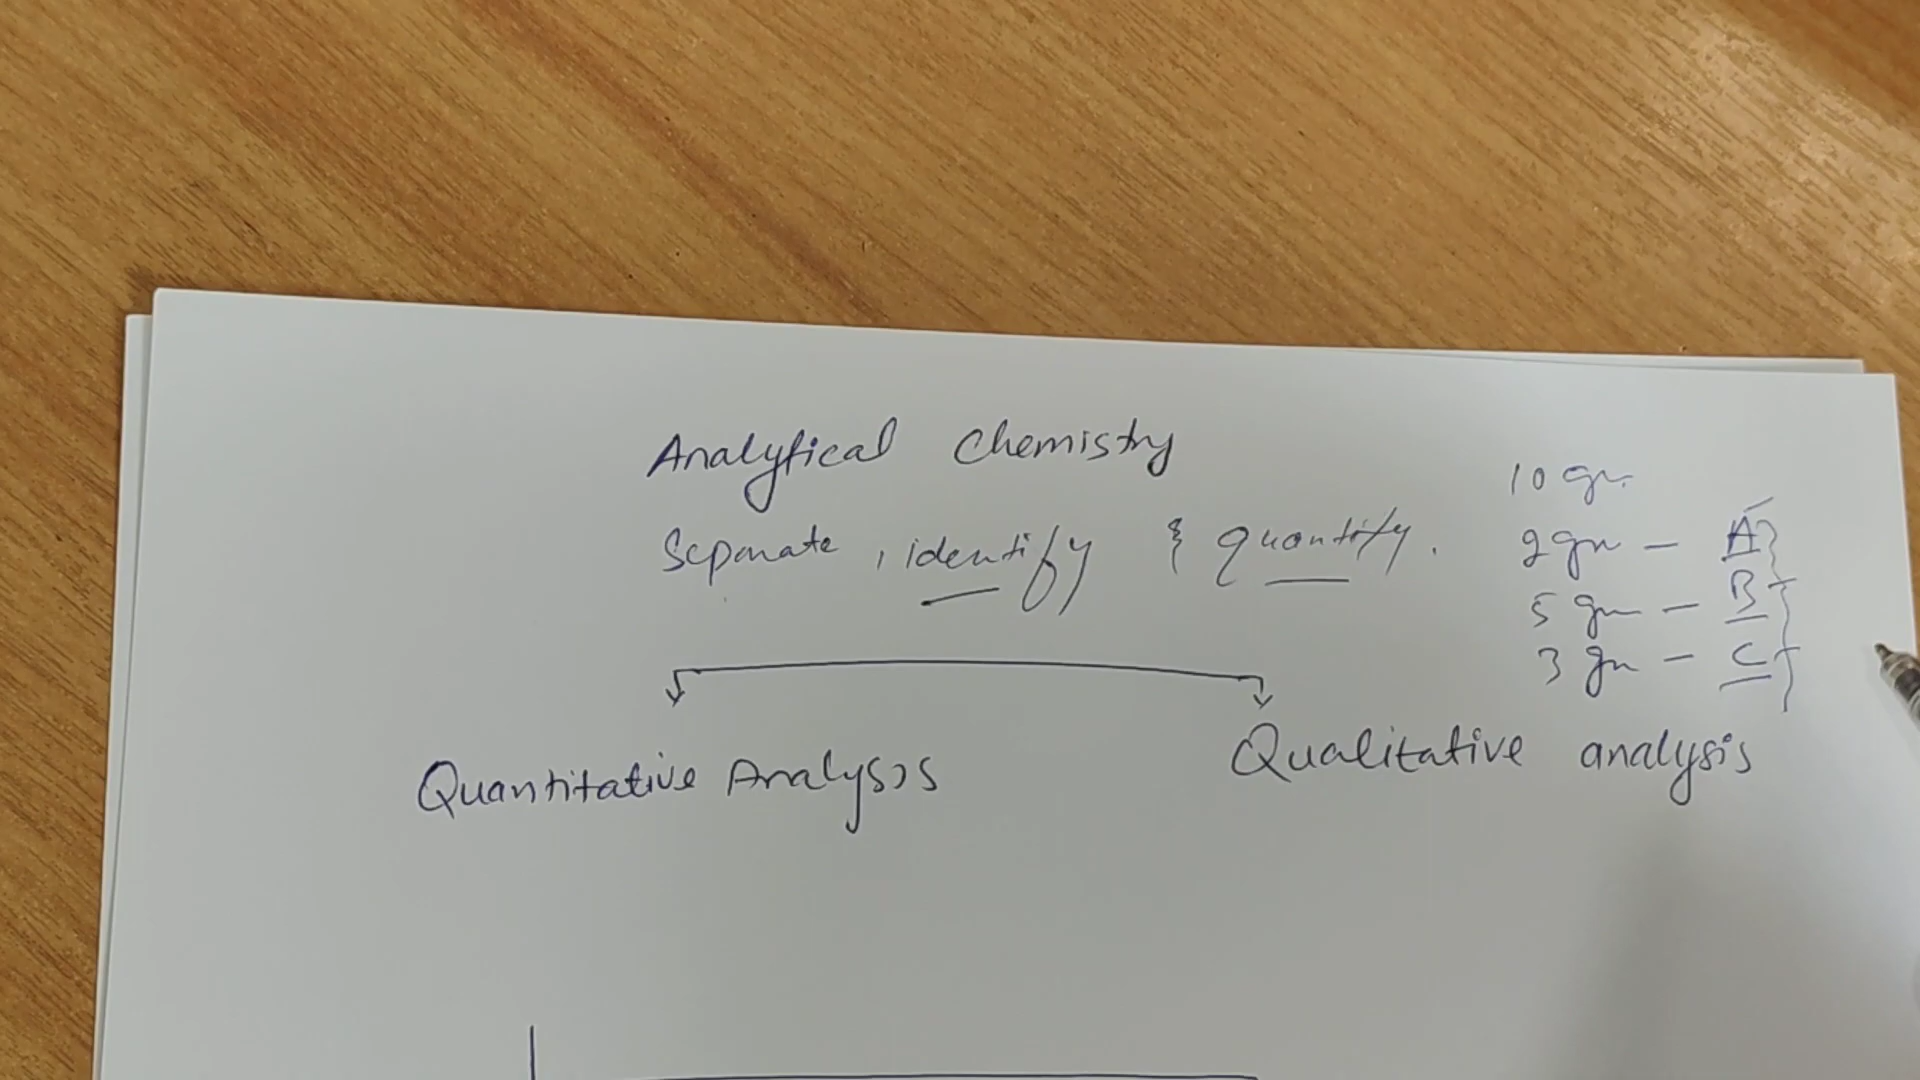 Analytical Chemistry
Separate, identify & quantify.
10 gm.
2 gm - A
5 gm - B
3 gm - C
Quantitative Analysis
Qualitative analysis